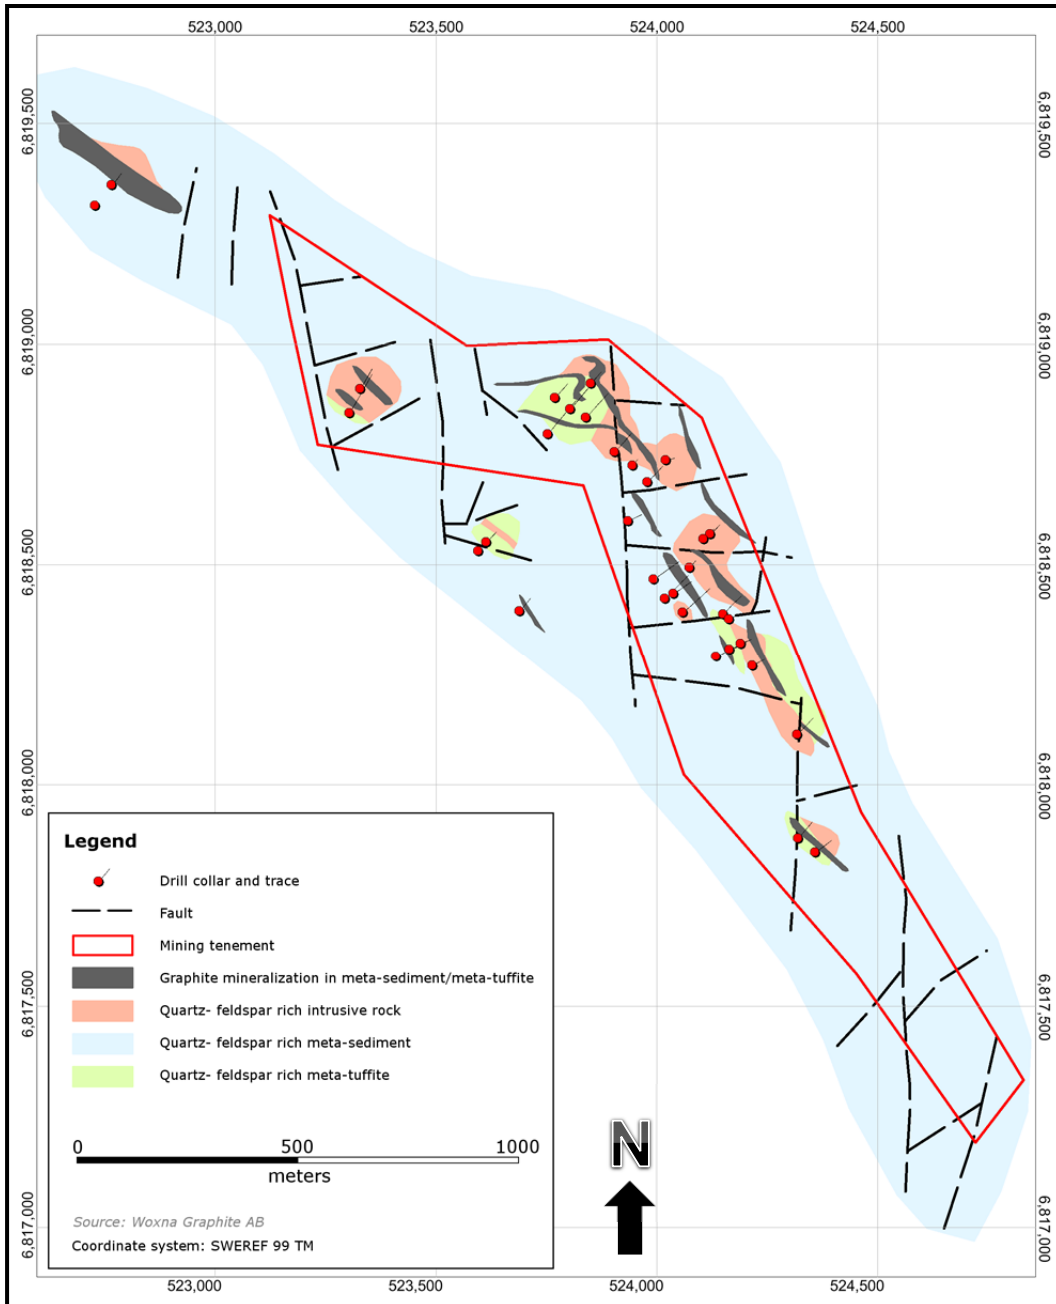 523,000
523,500
524,000
524,500
6,819,500
6,819,500
6,819,000
6,819,000
6,818,500
6,818,500
6,818,000
6,818,000
Legend
Drill collar and trace
Fault
Mining tenement
Graphite mineralization in meta-sediment/meta-tuffite
Quartz- feldspar rich intrusive rock
Quartz- feldspar rich meta-sediment
Quartz- feldspar rich meta-tuffite
0 500 1000
meters
Source: Woxna Graphite AB
Coordinate system: SWEREF 99 TM
N
6,817,500
6,817,500
6,817,000
6,817,000
523,000
523,500
524,000
524,500